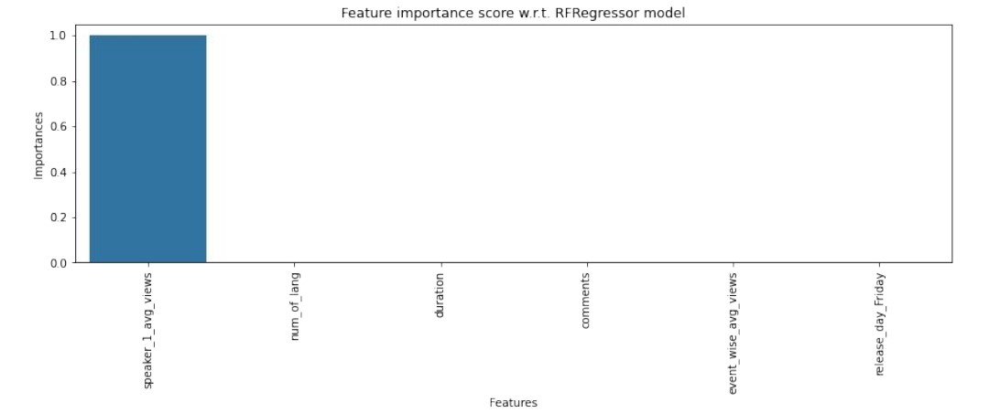 Feature importance score w.r.t. RFRegressor model
1.0
0.8
0.6
0.4
0.2
0.0
Importances
speaker_1_avg_views
num_of_lang
duration
comments
event_wise_avg_views
release_day_Friday
Features